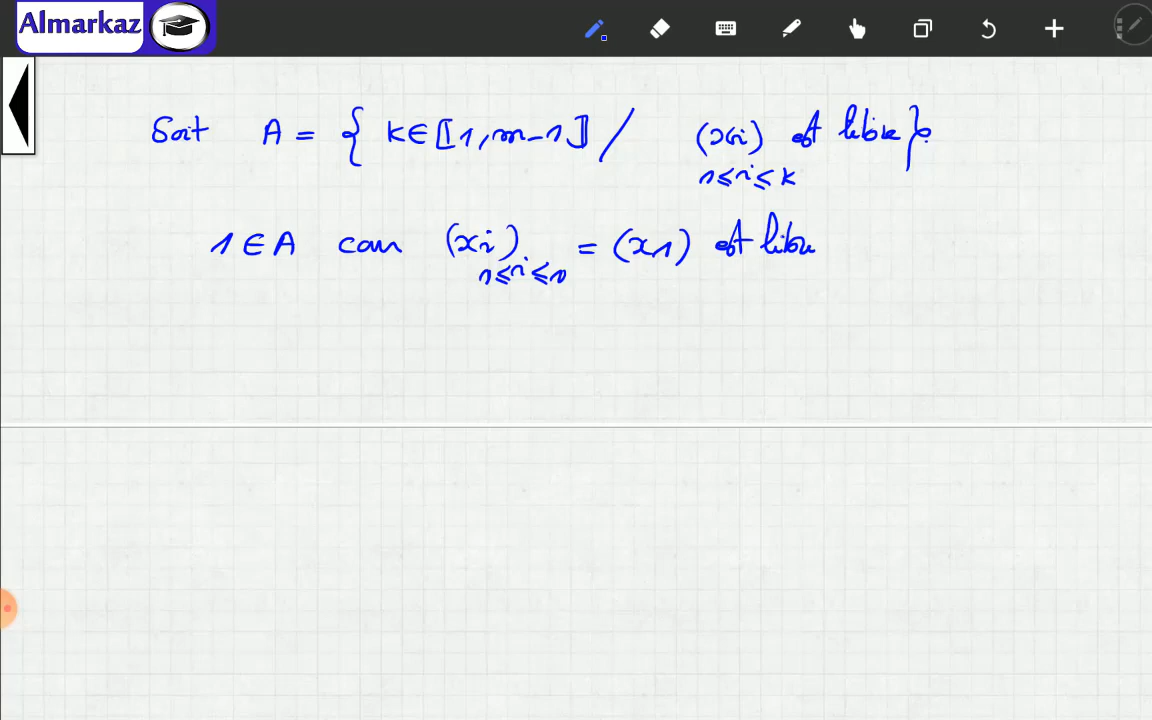 Almarkaz
Soit A = { k ∈ ⟦1, n-1⟧ / (xi) est libre }
1 ≤ i ≤ k
1 ∈ A car (xi) = (x1) est libre
1 ≤ i ≤ 1